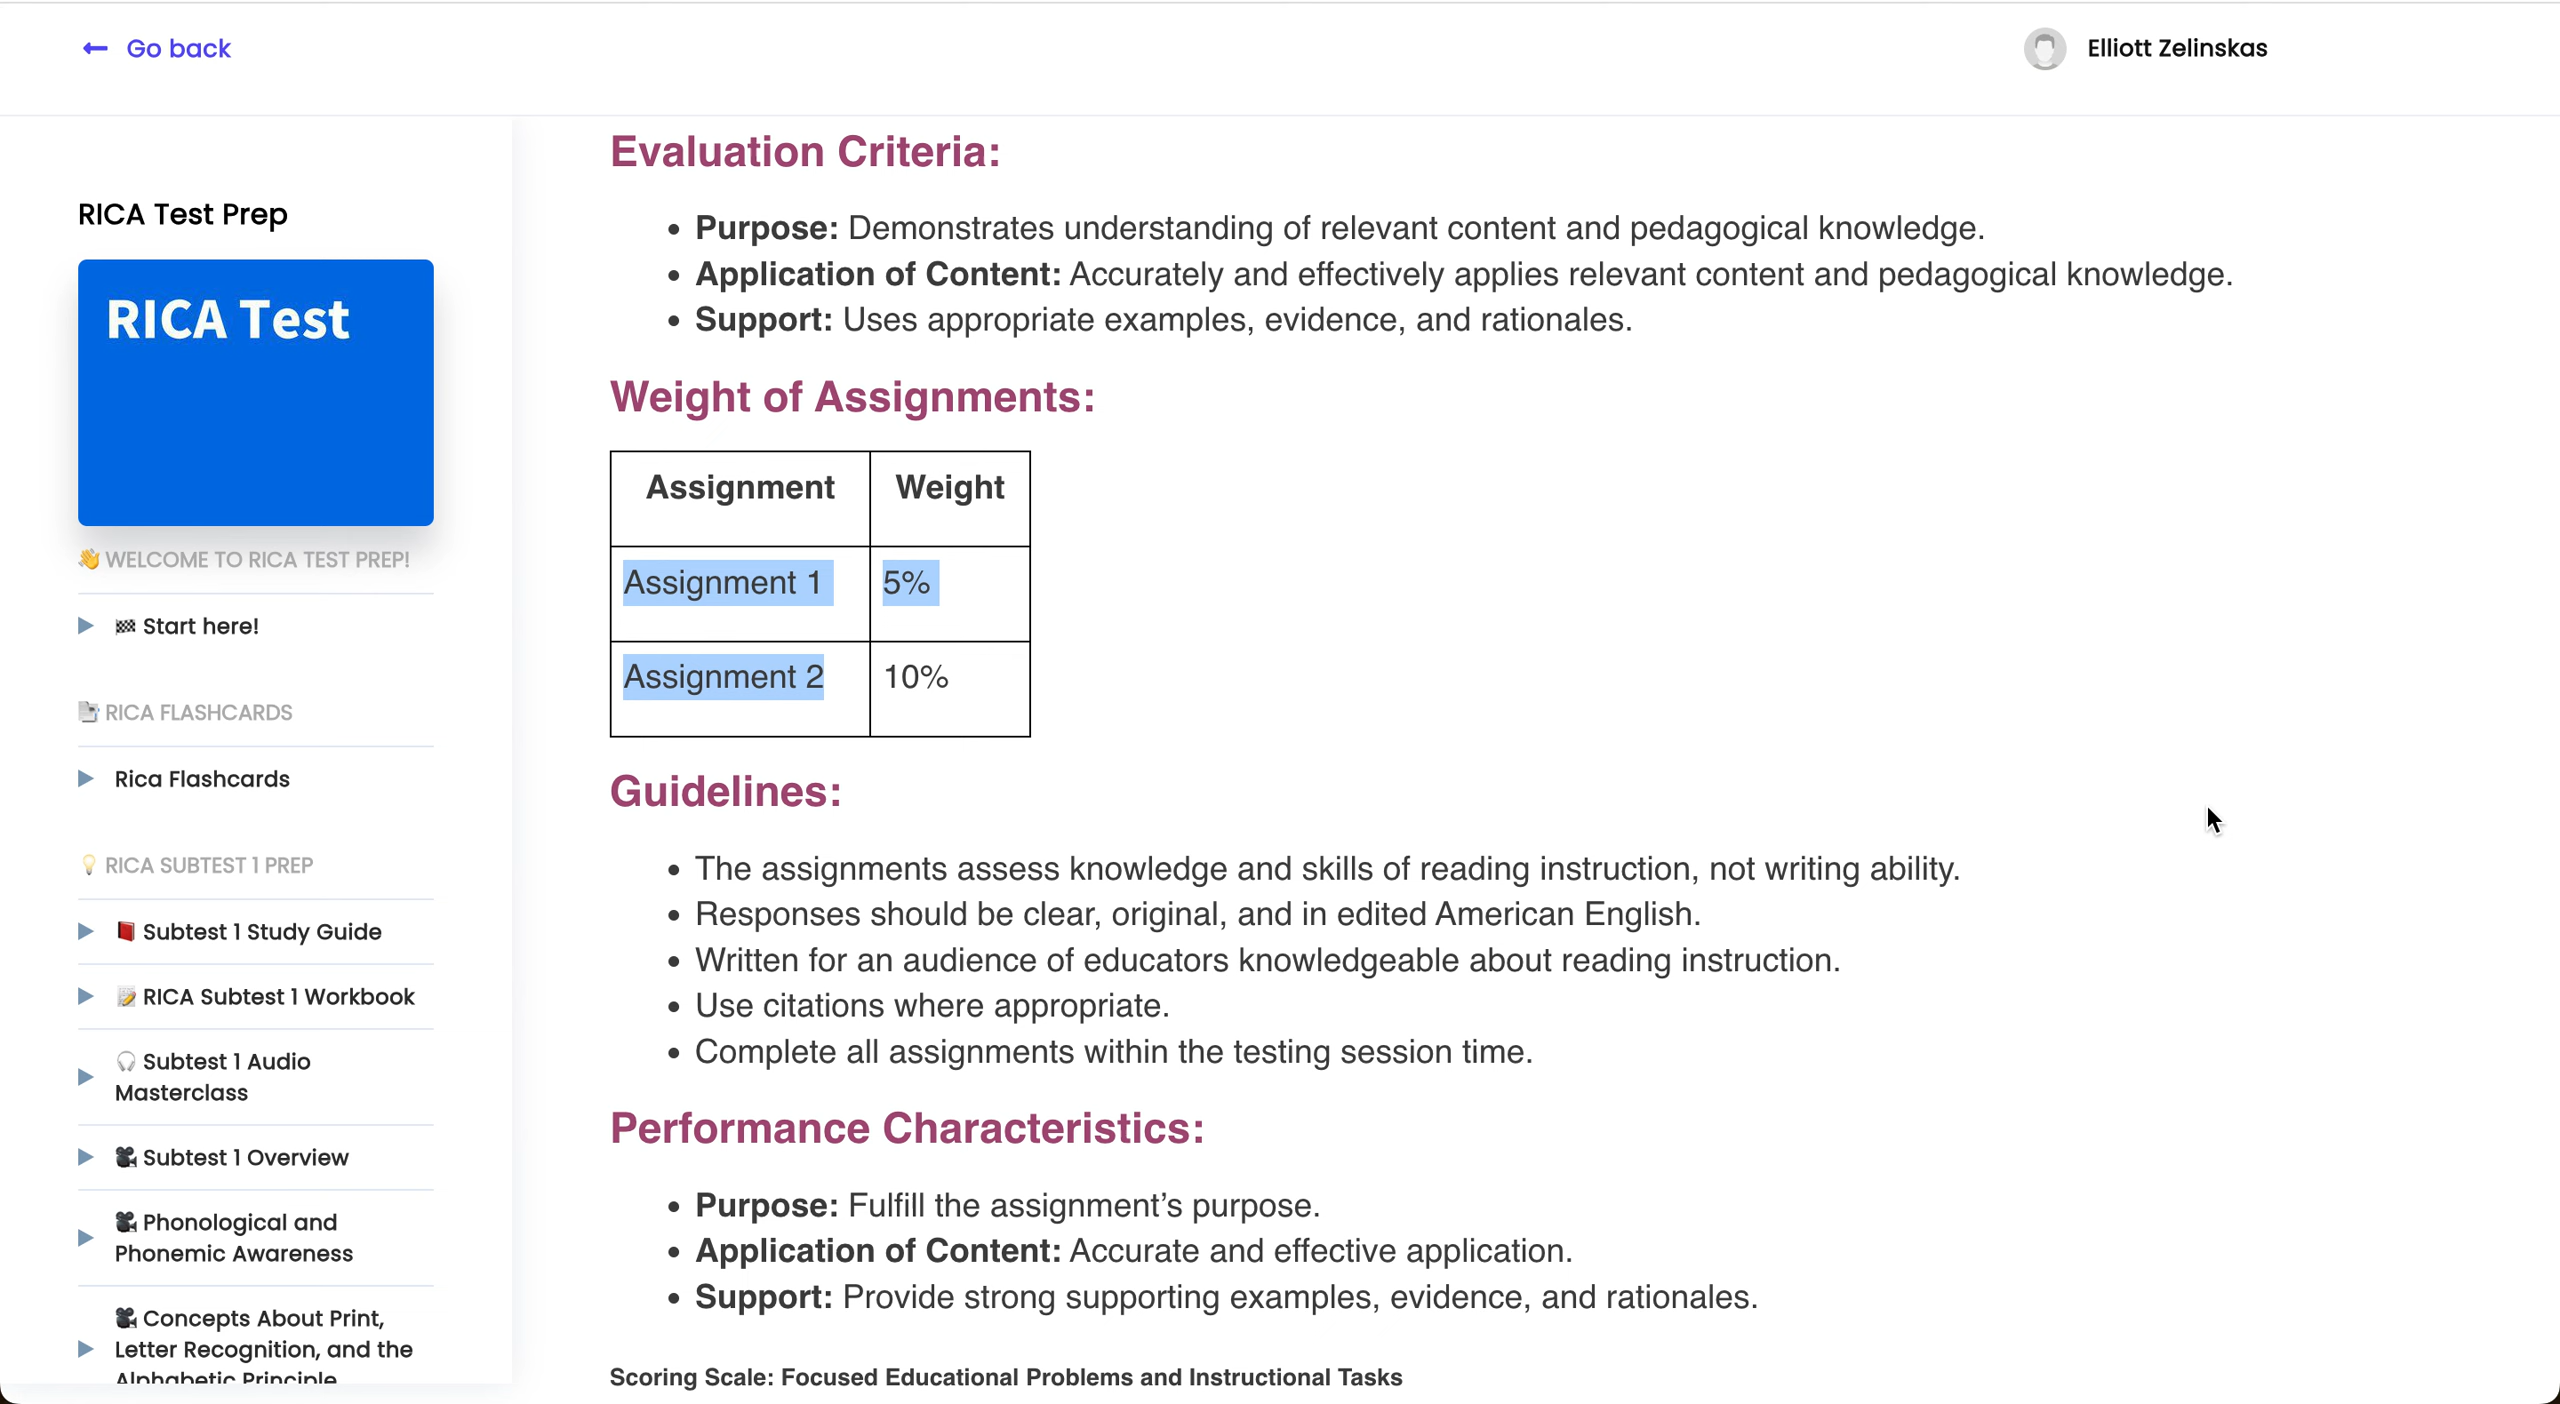 Go back
Elliott Zelinskas
RICA Test Prep
RICA Test
👋 WELCOME TO RICA TEST PREP!
🏁 Start here!
📑 RICA FLASHCARDS
Rica Flashcards
💡 RICA SUBTEST 1 PREP
📕 Subtest 1 Study Guide
📝 RICA Subtest 1 Workbook
🎧 Subtest 1 Audio
Masterclass
🎥 Subtest 1 Overview
🎥 Phonological and
Phonemic Awareness
🎥 Concepts About Print,
Letter Recognition, and the
Alphabetic Principle
Evaluation Criteria:
• Purpose: Demonstrates understanding of relevant content and pedagogical knowledge.
• Application of Content: Accurately and effectively applies relevant content and pedagogical knowledge.
• Support: Uses appropriate examples, evidence, and rationales.
Weight of Assignments:
Assignment Weight
Assignment 1 5%
Assignment 2 10%
Guidelines:
• The assignments assess knowledge and skills of reading instruction, not writing ability.
• Responses should be clear, original, and in edited American English.
• Written for an audience of educators knowledgeable about reading instruction.
• Use citations where appropriate.
• Complete all assignments within the testing session time.
Performance Characteristics:
• Purpose: Fulfill the assignment’s purpose.
• Application of Content: Accurate and effective application.
• Support: Provide strong supporting examples, evidence, and rationales.
Scoring Scale: Focused Educational Problems and Instructional Tasks